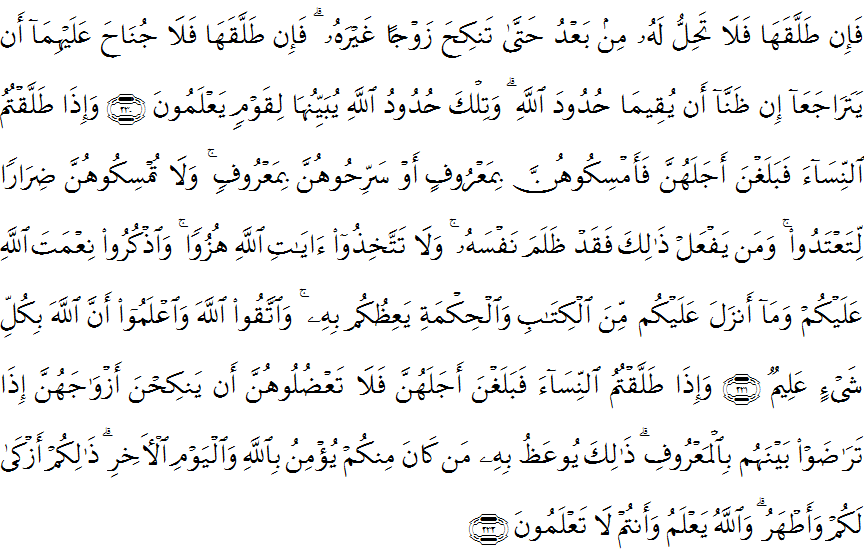 فَإِن طَلَّقَهَا فَلَا تَحِلُّ لَهُۥ مِنۢ بَعْدُ حَتَّىٰ تَنكِحَ زَوْجًا غَيْرَهُۥ ۗ فَإِن طَلَّقَهَا فَلَا جُنَاحَ عَلَيْهِمَآ أَن
يَتَرَاجَعَآ إِن ظَنَّآ أَن يُقِيمَا حُدُودَ ٱللَّهِ ۗ وَتِلْكَ حُدُودُ ٱللَّهِ يُبَيِّنُهَا لِقَوْمٍ يَعْلَمُونَ ﴿٢٣٠﴾ وَإِذَا طَلَّقْتُمُ
ٱلنِّسَآءَ فَبَلَغْنَ أَجَلَهُنَّ فَأَمْسِكُوهُنَّ بِمَعْرُوفٍ أَوْ سَرِّحُوهُنَّ بِمَعْرُوفٍ ۚ وَلَا تُمْسِكُوهُنَّ ضِرَارًا
لِّتَعْتَدُوا۟ ۚ وَمَن يَفْعَلْ ذَٰلِكَ فَقَدْ ظَلَمَ نَفْسَهُۥ ۚ وَلَا تَتَّخِذُوٓا۟ ءَايَـٰتِ ٱللَّهِ هُزُوًا ۚ وَٱذْكُرُوا۟ نِعْمَتَ ٱللَّهِ
عَلَيْكُمْ وَمَآ أَنزَلَ عَلَيْكُم مِّنَ ٱلْكِتَـٰبِ وَٱلْحِكْمَةِ يَعِظُكُم بِهِۦ ۚ وَٱتَّقُوا۟ ٱللَّهَ وَٱعْلَمُوٓا۟ أَنَّ ٱللَّهَ بِكُلِّ
شَىْءٍ عَلِيمٌ ﴿٢٣١﴾ وَإِذَا طَلَّقْتُمُ ٱلنِّسَآءَ فَبَلَغْنَ أَجَلَهُنَّ فَلَا تَعْضُلُوهُنَّ أَن يَنكِحْنَ أَزْوَٰجَهُنَّ إِذَا
تَرَٰضَوْا۟ بَيْنَهُم بِٱلْمَعْرُوفِ ۗ ذَٰلِكَ يُوعَظُ بِهِۦ مَن كَانَ مِنكُمْ يُؤْمِنُ بِٱللَّهِ وَٱلْيَوْمِ ٱلْـَٔاخِرِ ۗ ذَٰلِكُمْ أَزْكَىٰ
لَكُمْ وَأَطْهَرُ ۗ وَٱللَّهُ يَعْلَمُ وَأَنتُمْ لَا تَعْلَمُونَ ﴿٢٣٢﴾